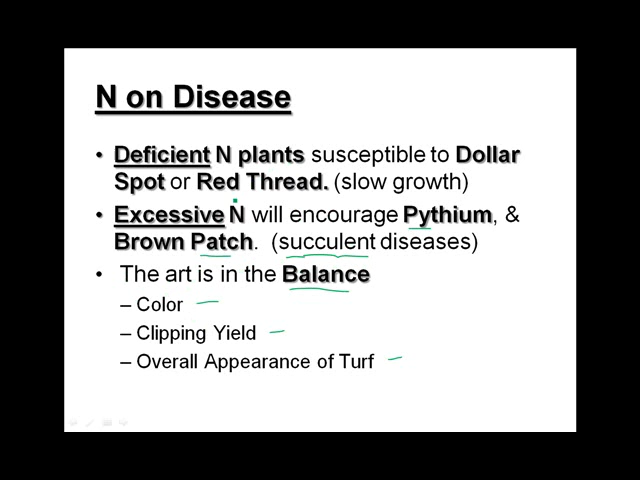 N on Disease
• Deficient N plants susceptible to Dollar
Spot or Red Thread. (slow growth)
• Excessive N will encourage Pythium, &
Brown Patch. (succulent diseases)
• The art is in the Balance
– Color
– Clipping Yield
– Overall Appearance of Turf